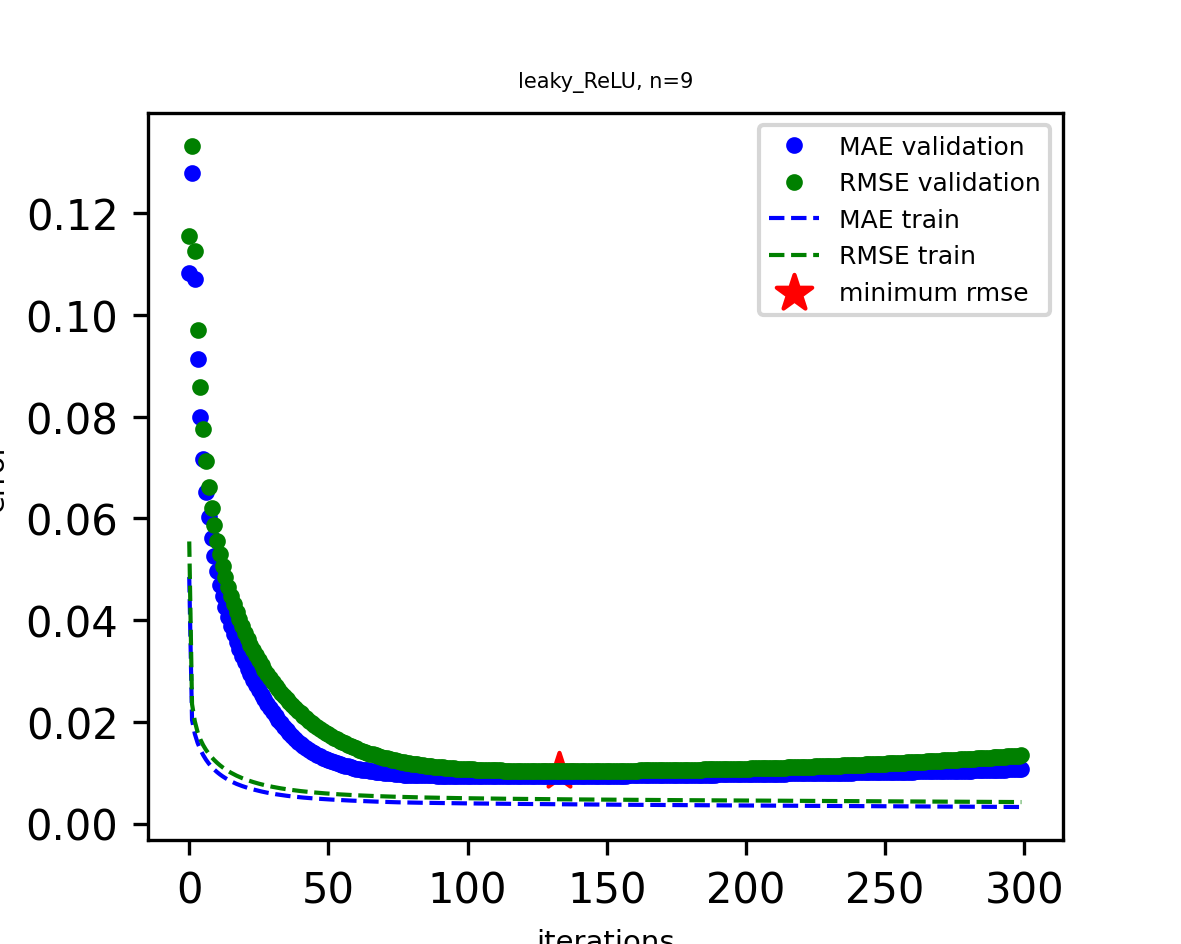 leaky_ReLU, n=9
MAE validation
RMSE validation
MAE train
RMSE train
minimum rmse
0.12
0.10
0.08
0.06
0.04
0.02
0.00
0 50 100 150 200 250 300
iterations